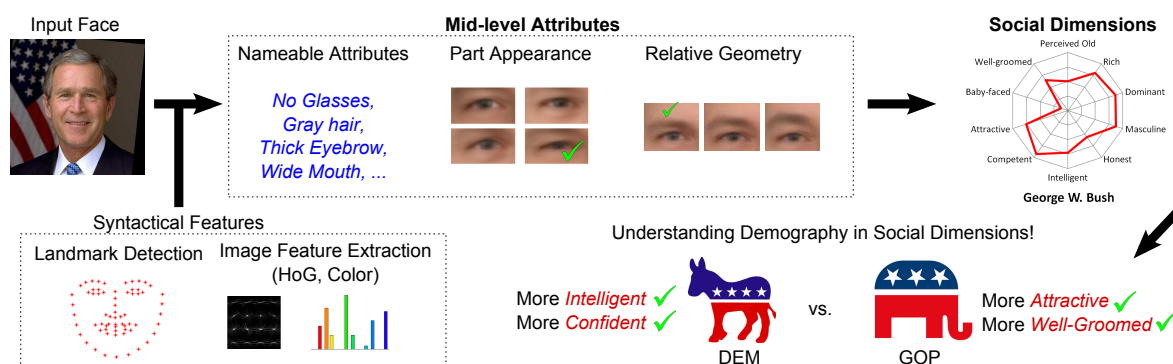 Input Face
Mid-level Attributes
Nameable Attributes
No Glasses,
Gray hair,
Thick Eyebrow,
Wide Mouth, ...
Part Appearance
Relative Geometry
Social Dimensions
Perceived Old
Rich
Dominant
Masculine
Honest
Intelligent
Competent
Attractive
Baby-faced
Well-groomed
George W. Bush
Syntactical Features
Landmark Detection
Image Feature Extraction
(HoG, Color)
Understanding Demography in Social Dimensions!
More Intelligent
More Confident
DEM
vs.
GOP
More Attractive
More Well-Groomed